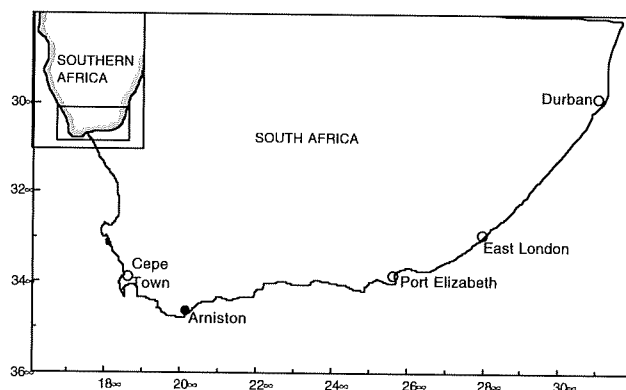 SOUTHERN
AFRICA
30∞
Durban
SOUTH AFRICA
32∞
East London
34∞
Cepe
Town
Port Elizabeth
Arniston
36∞
18∞
20∞
22∞
24∞
26∞
28∞
30∞